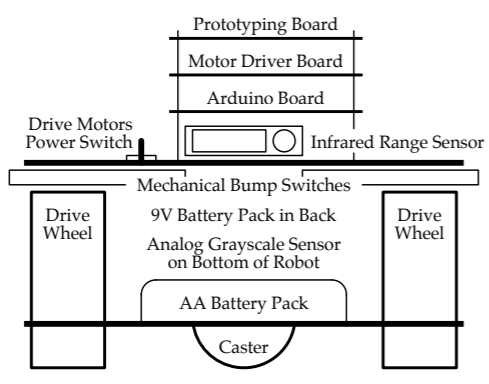 Prototyping Board
Motor Driver Board
Arduino Board
Drive Motors
Power Switch
Infrared Range Sensor
Mechanical Bump Switches
Drive
Wheel
9V Battery Pack in Back
Drive
Wheel
Analog Grayscale Sensor
on Bottom of Robot
AA Battery Pack
Caster